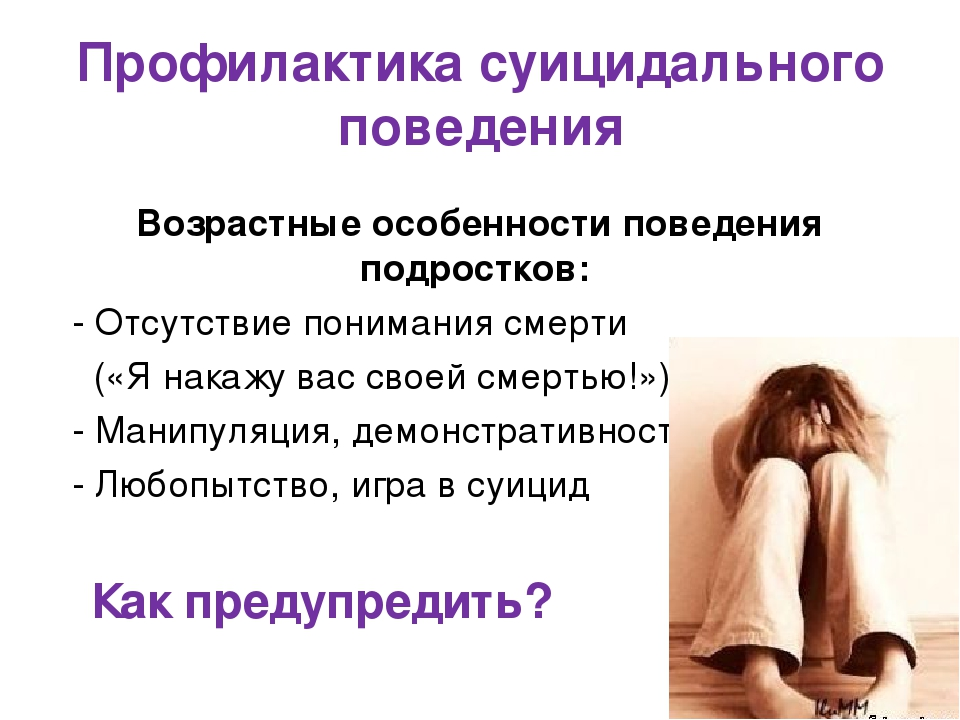 Профилактика суицидального
поведения
Возрастные особенности поведения
подростков:
- Отсутствие понимания смерти
(«Я накажу вас своей смертью!»)
- Манипуляция, демонстративност
- Любопытство, игра в суицид
Как предупредить?